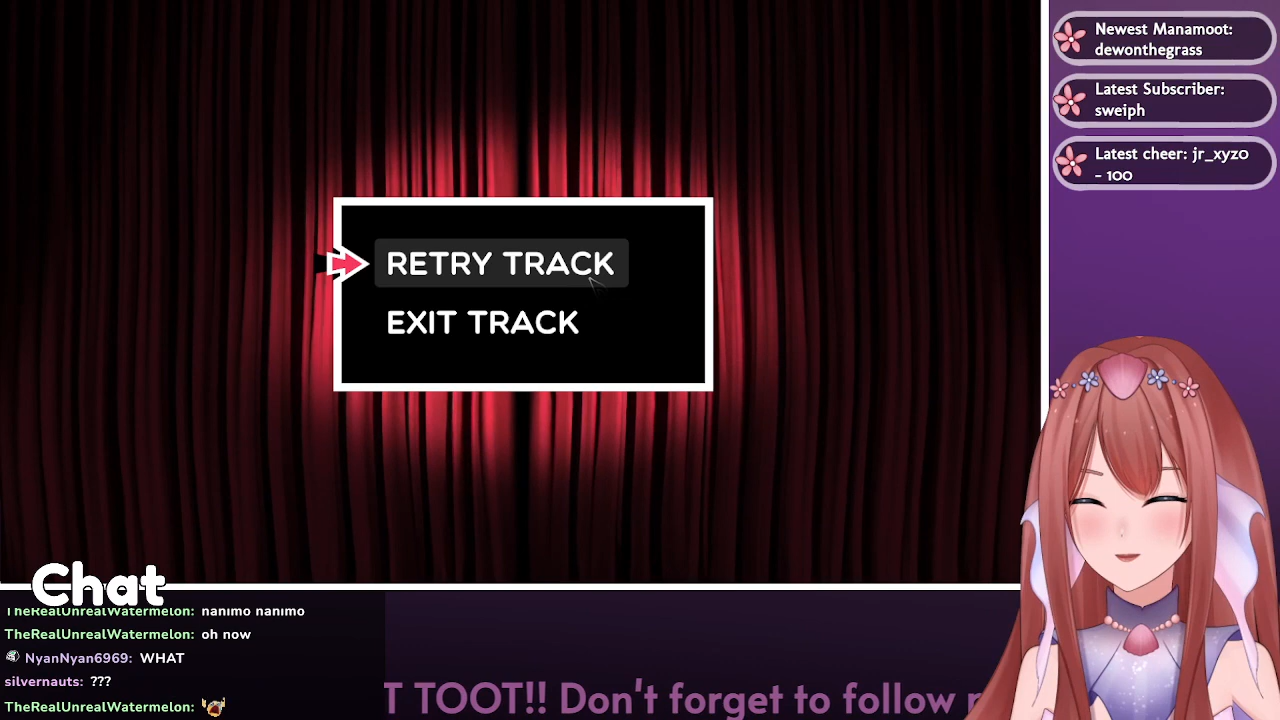 Newest Manamoot:
dewonthegrass
Latest Subscriber:
sweiph
Latest cheer: jr_xyz0
- 100
RETRY TRACK
EXIT TRACK
Chat
TheRealUnrealWatermelon: nanimo nanimo
TheRealUnrealWatermelon: oh now
NyanNyan6969: WHAT
silvernauts: ???
TheRealUnrealWatermelon:
T TOOT!! Don't forget to follow